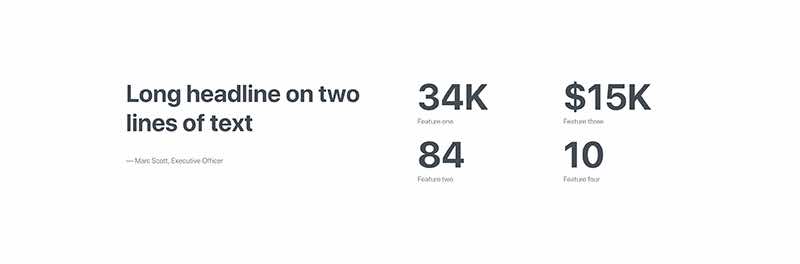 Long headline on two
lines of text
— Marc Scott, Executive Officer
34K
Feature one
$15K
Feature three
84
Feature two
10
Feature four